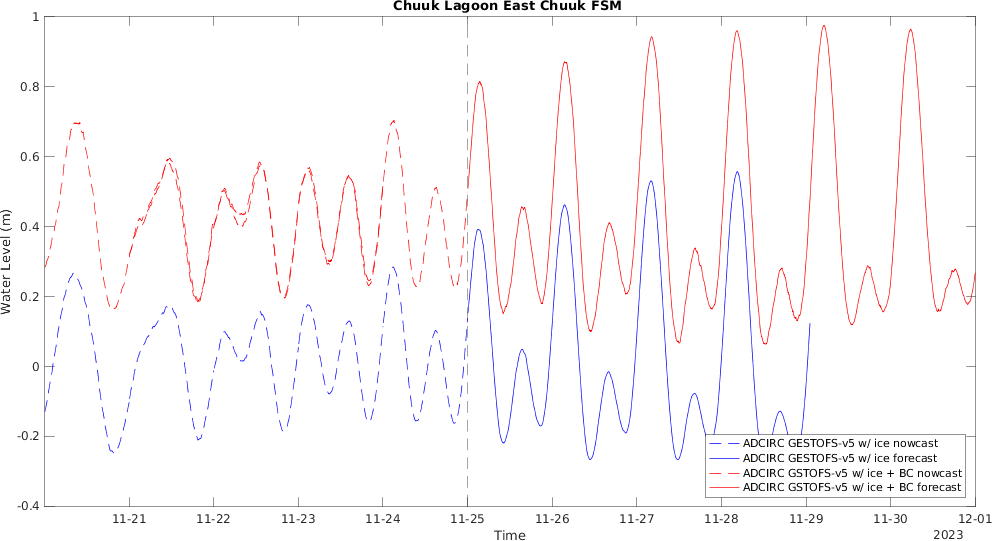 Chuuk Lagoon East Chuuk FSM
1
0.8
0.6
0.4
0.2
0
-0.2
-0.4
Water Level (m)
11-21 11-22 11-23 11-24 11-25 11-26 11-27 11-28 11-29 11-30 12-01
Time
2023
ADCIRC GESTOFS-v5 w/ ice nowcast
ADCIRC GESTOFS-v5 w/ ice forecast
ADCIRC GSTOFS-v5 w/ ice + BC nowcast
ADCIRC GSTOFS-v5 w/ ice + BC forecast